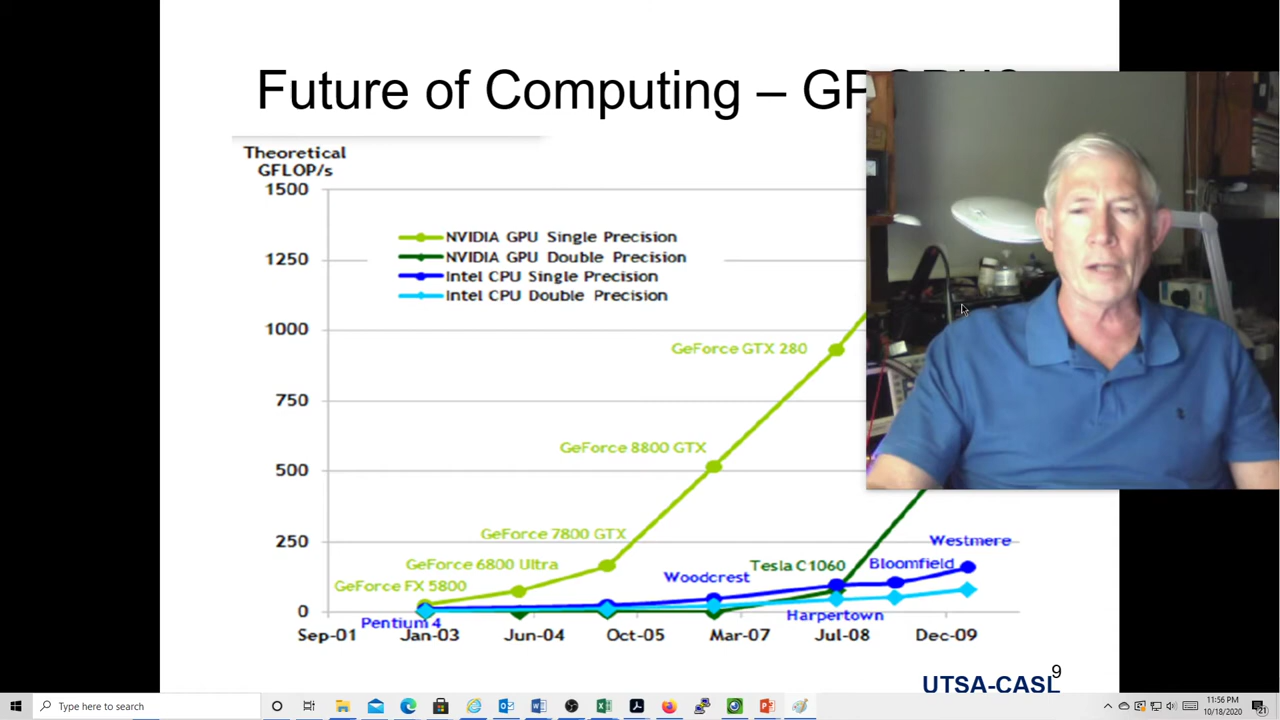 Future of Computing –
Theoretical
GFLOP/s
1500
1250
1000
750
500
250
0
NVIDIA GPU Single Precision
NVIDIA GPU Double Precision
Intel CPU Single Precision
Intel CPU Double Precision
GeForce GTX 280
GeForce 8800 GTX
GeForce 7800 GTX
GeForce 6800 Ultra
GeForce FX 5800
Westmere
Bloomfield
Tesla C1060
Woodcrest
Harpertown
Pentium 4
Sep-01 Jan-03 Jun-04 Oct-05 Mar-07 Jul-08 Dec-09
9
UTSA-CASL
Type here to search
11:56 PM
10/18/2020
21